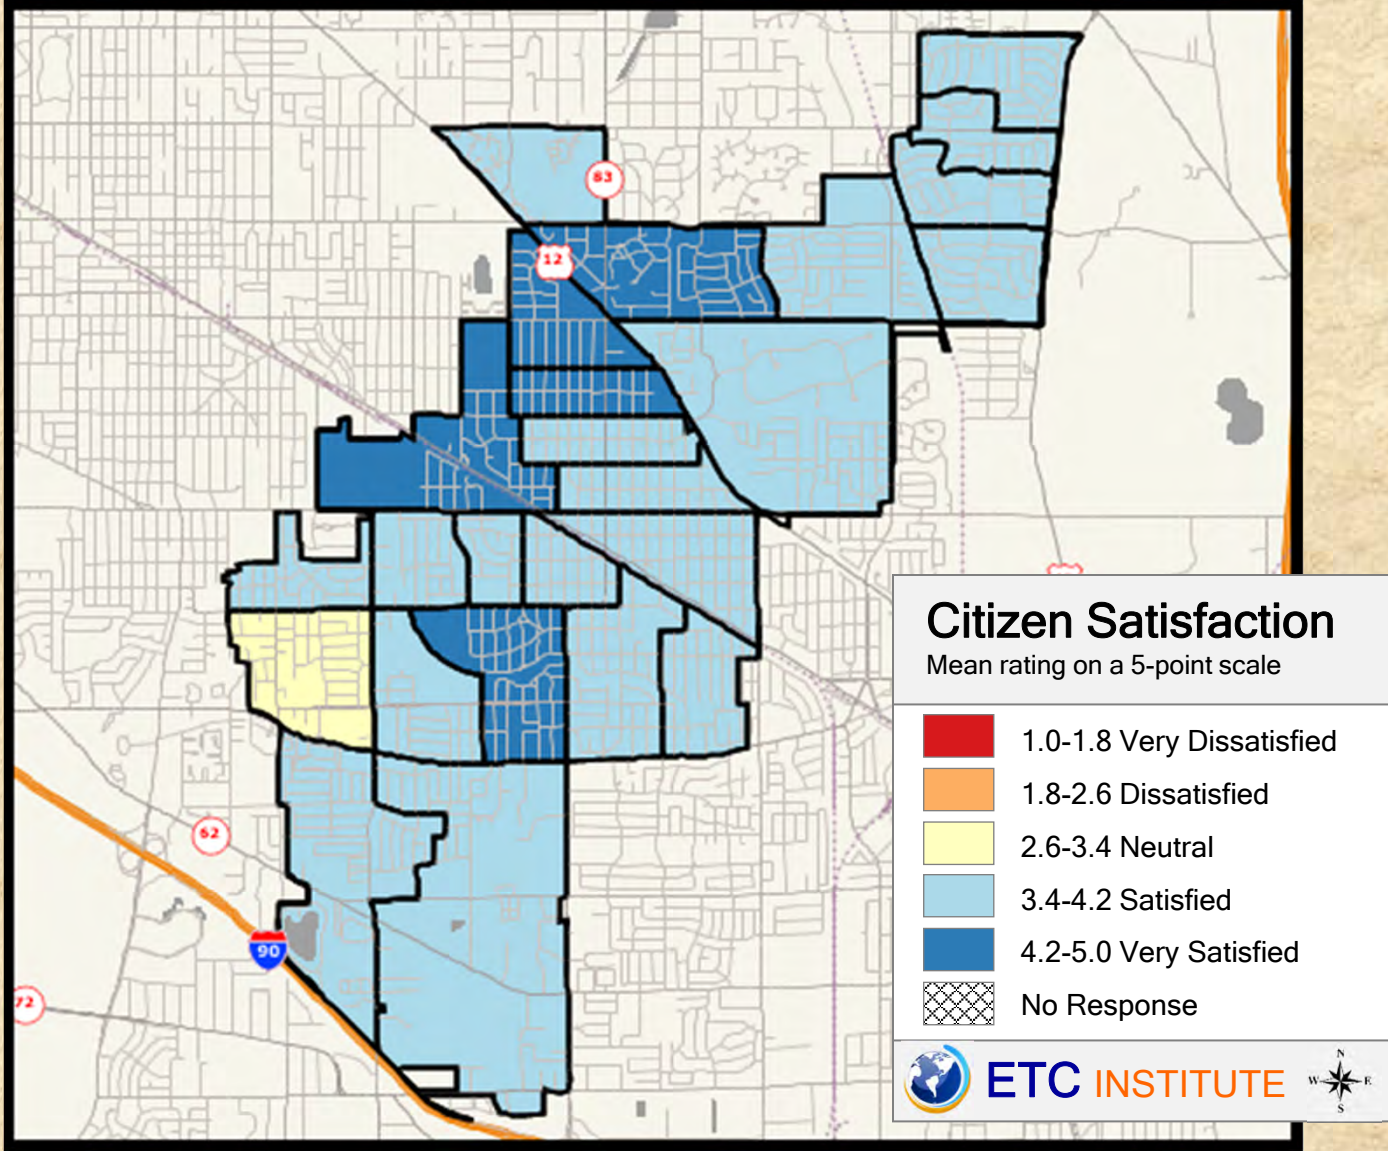 83
12
62
90
72
Citizen Satisfaction
Mean rating on a 5-point scale
1.0-1.8 Very Dissatisfied
1.8-2.6 Dissatisfied
2.6-3.4 Neutral
3.4-4.2 Satisfied
4.2-5.0 Very Satisfied
No Response
ETC INSTITUTE
N
W E
S